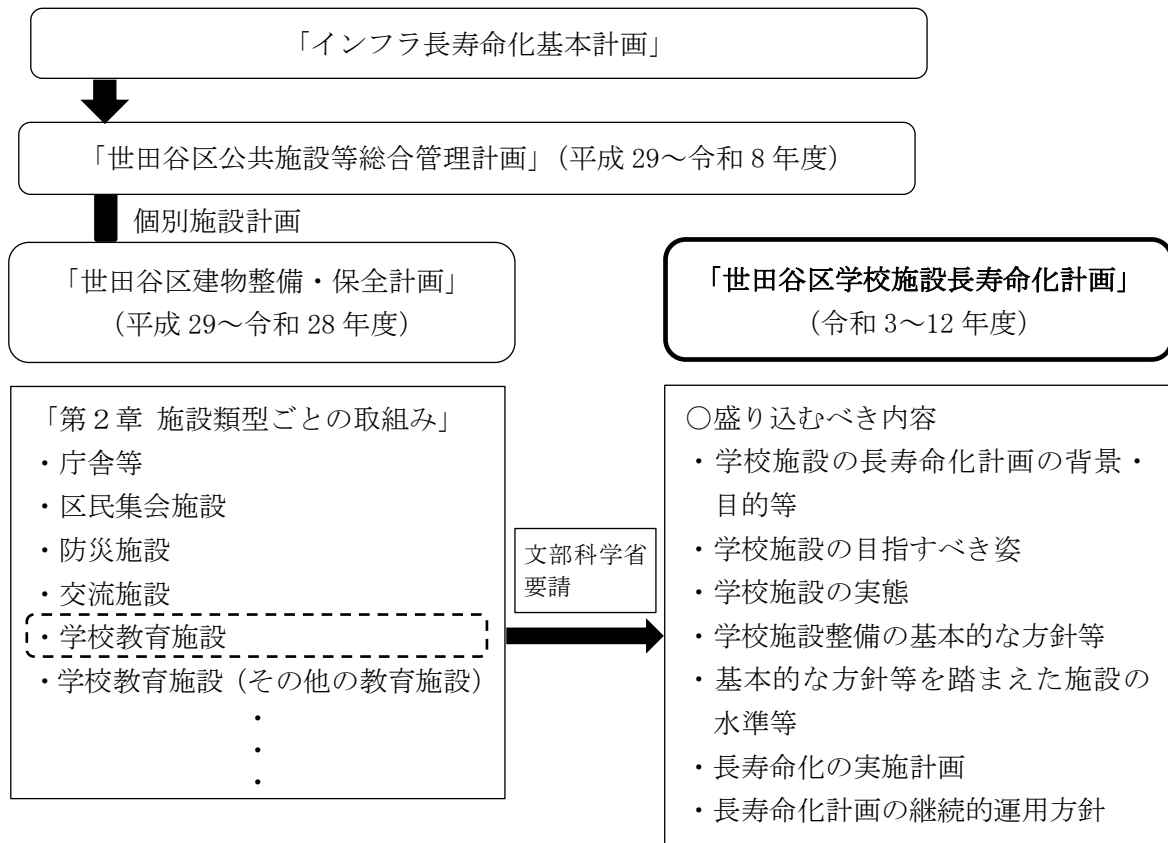 「インフラ長寿命化基本計画」
「世田谷区公共施設等総合管理計画」（平成 29～令和 8 年度）
個別施設計画
「世田谷区建物整備・保全計画」
（平成 29～令和 28 年度）
「世田谷区学校施設長寿命化計画」
（令和 3～12 年度）
「第２章 施設類型ごとの取組み」
・庁舎等
・区民集会施設
・防災施設
・交流施設
・学校教育施設
・学校教育施設（その他の教育施設）
・
・
・
文部科学省
要請
○盛り込むべき内容
・学校施設の長寿命化計画の背景・
目的等
・学校施設の目指すべき姿
・学校施設の実態
・学校施設整備の基本的な方針等
・基本的な方針等を踏まえた施設の
水準等
・長寿命化の実施計画
・長寿命化計画の継続的運用方針